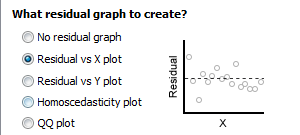 What residual graph to create?
No residual graph
Residual vs X plot
Residual vs Y plot
Homoscedasticity plot
QQ plot
Residual
X